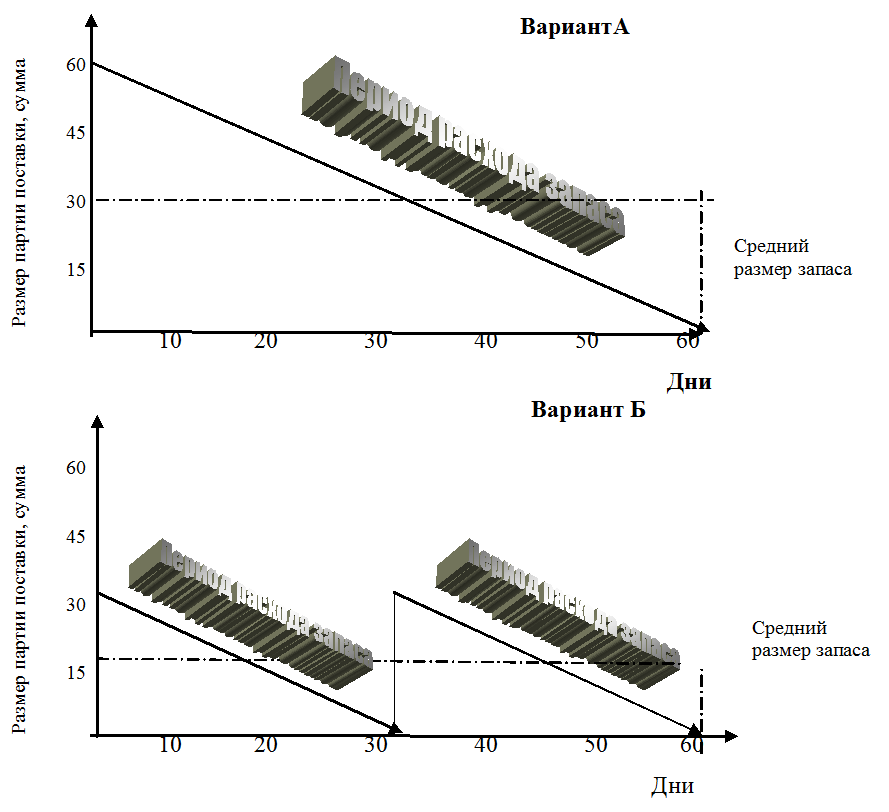 Вариант А
Размер партии поставки, сумма
60
45
30
15
Период расхода запаса
Средний
размер запаса
10 20 30 40 50 60
Дни
Вариант Б
Размер партии поставки, сумма
60
45
30
15
Период расхода запаса
Период расхода запаса
Средний
размер запаса
10 20 30 40 50 60
Дни